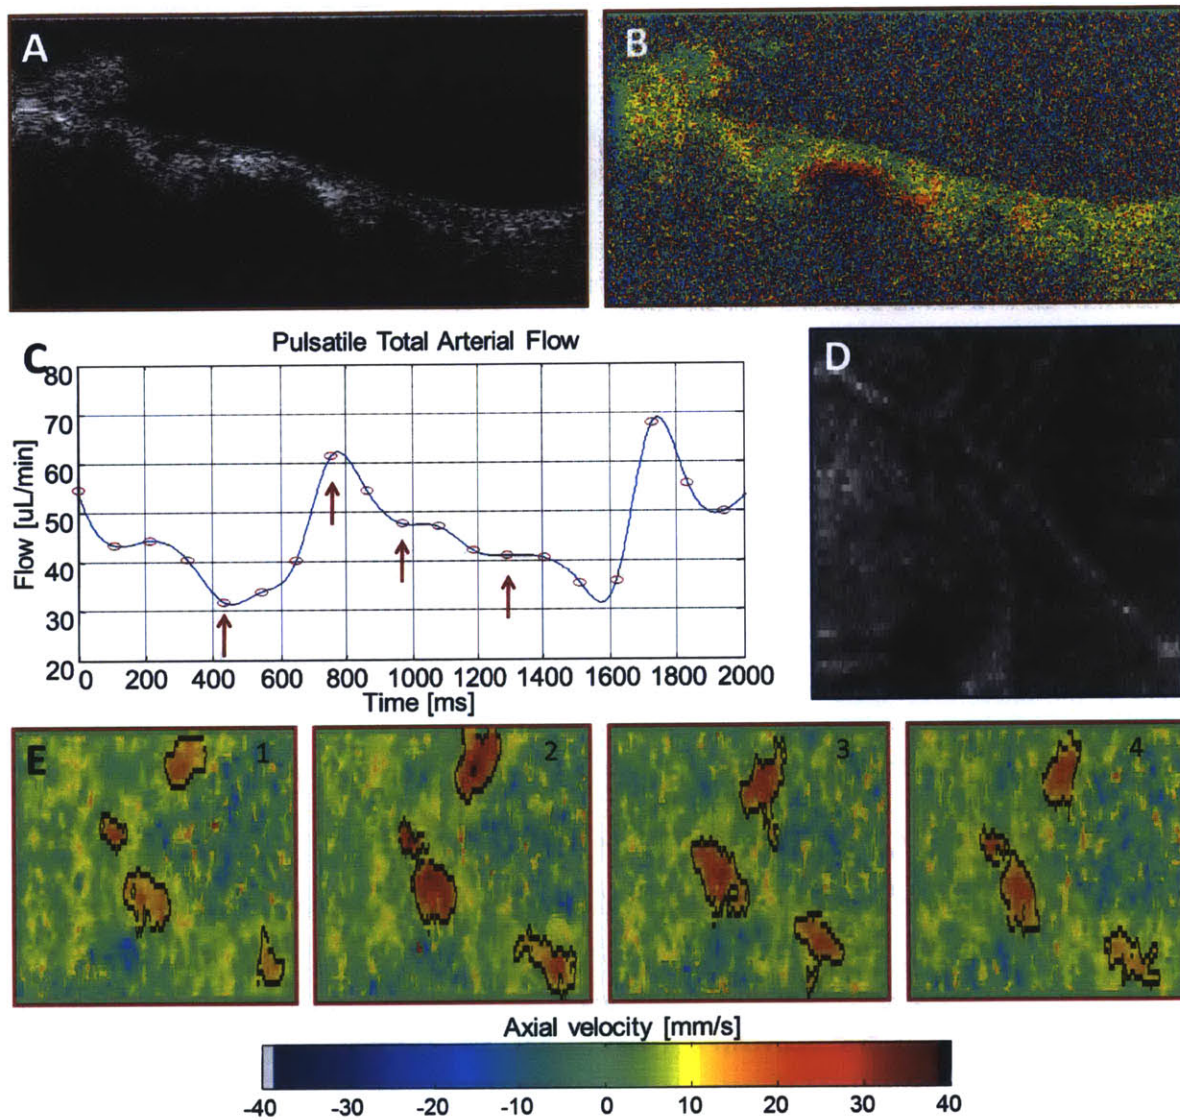 A
B
C
Pulsatile Total Arterial Flow
D
Flow [uL/min]
80
70
60
50
40
30
20
0 200 400 600 800 1000 1200 1400 1600 1800 2000
Time [ms]
E 1 2 3 4
Axial velocity [mm/s]
-40 -30 -20 -10 0 10 20 30 40